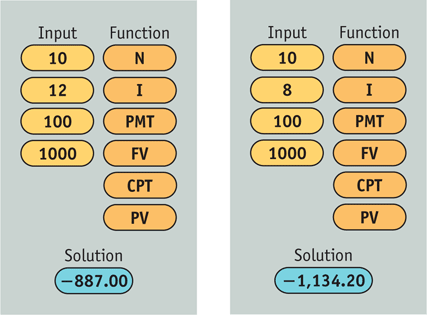 Input Function
10 N
12 I
100 PMT
1000 FV
CPT
PV
Solution
−887.00
Input Function
10 N
8 I
100 PMT
1000 FV
CPT
PV
Solution
−1,134.20